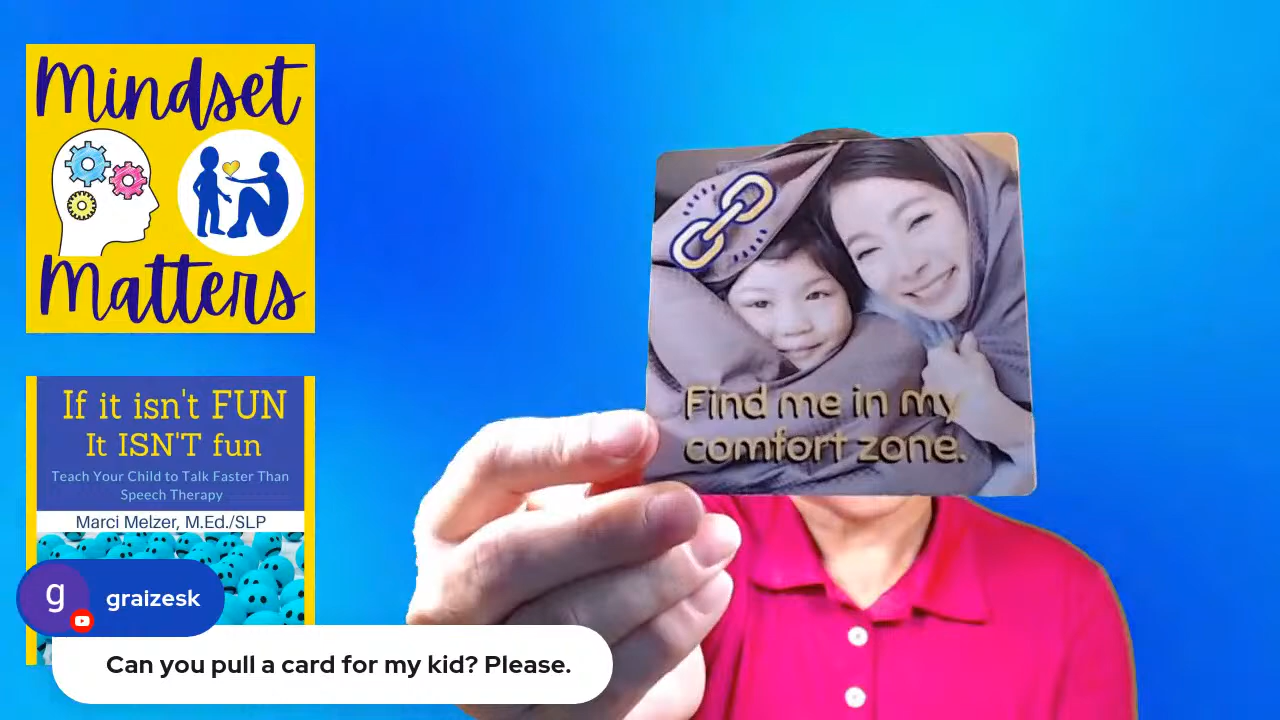 Mindset
Matters
If it isn't FUN
It ISN'T fun
Teach Your Child to Talk Faster Than
Speech Therapy
Marci Melzer, M.Ed./SLP
g
graizesk
Can you pull a card for my kid? Please.
Find me in my
comfort zone.